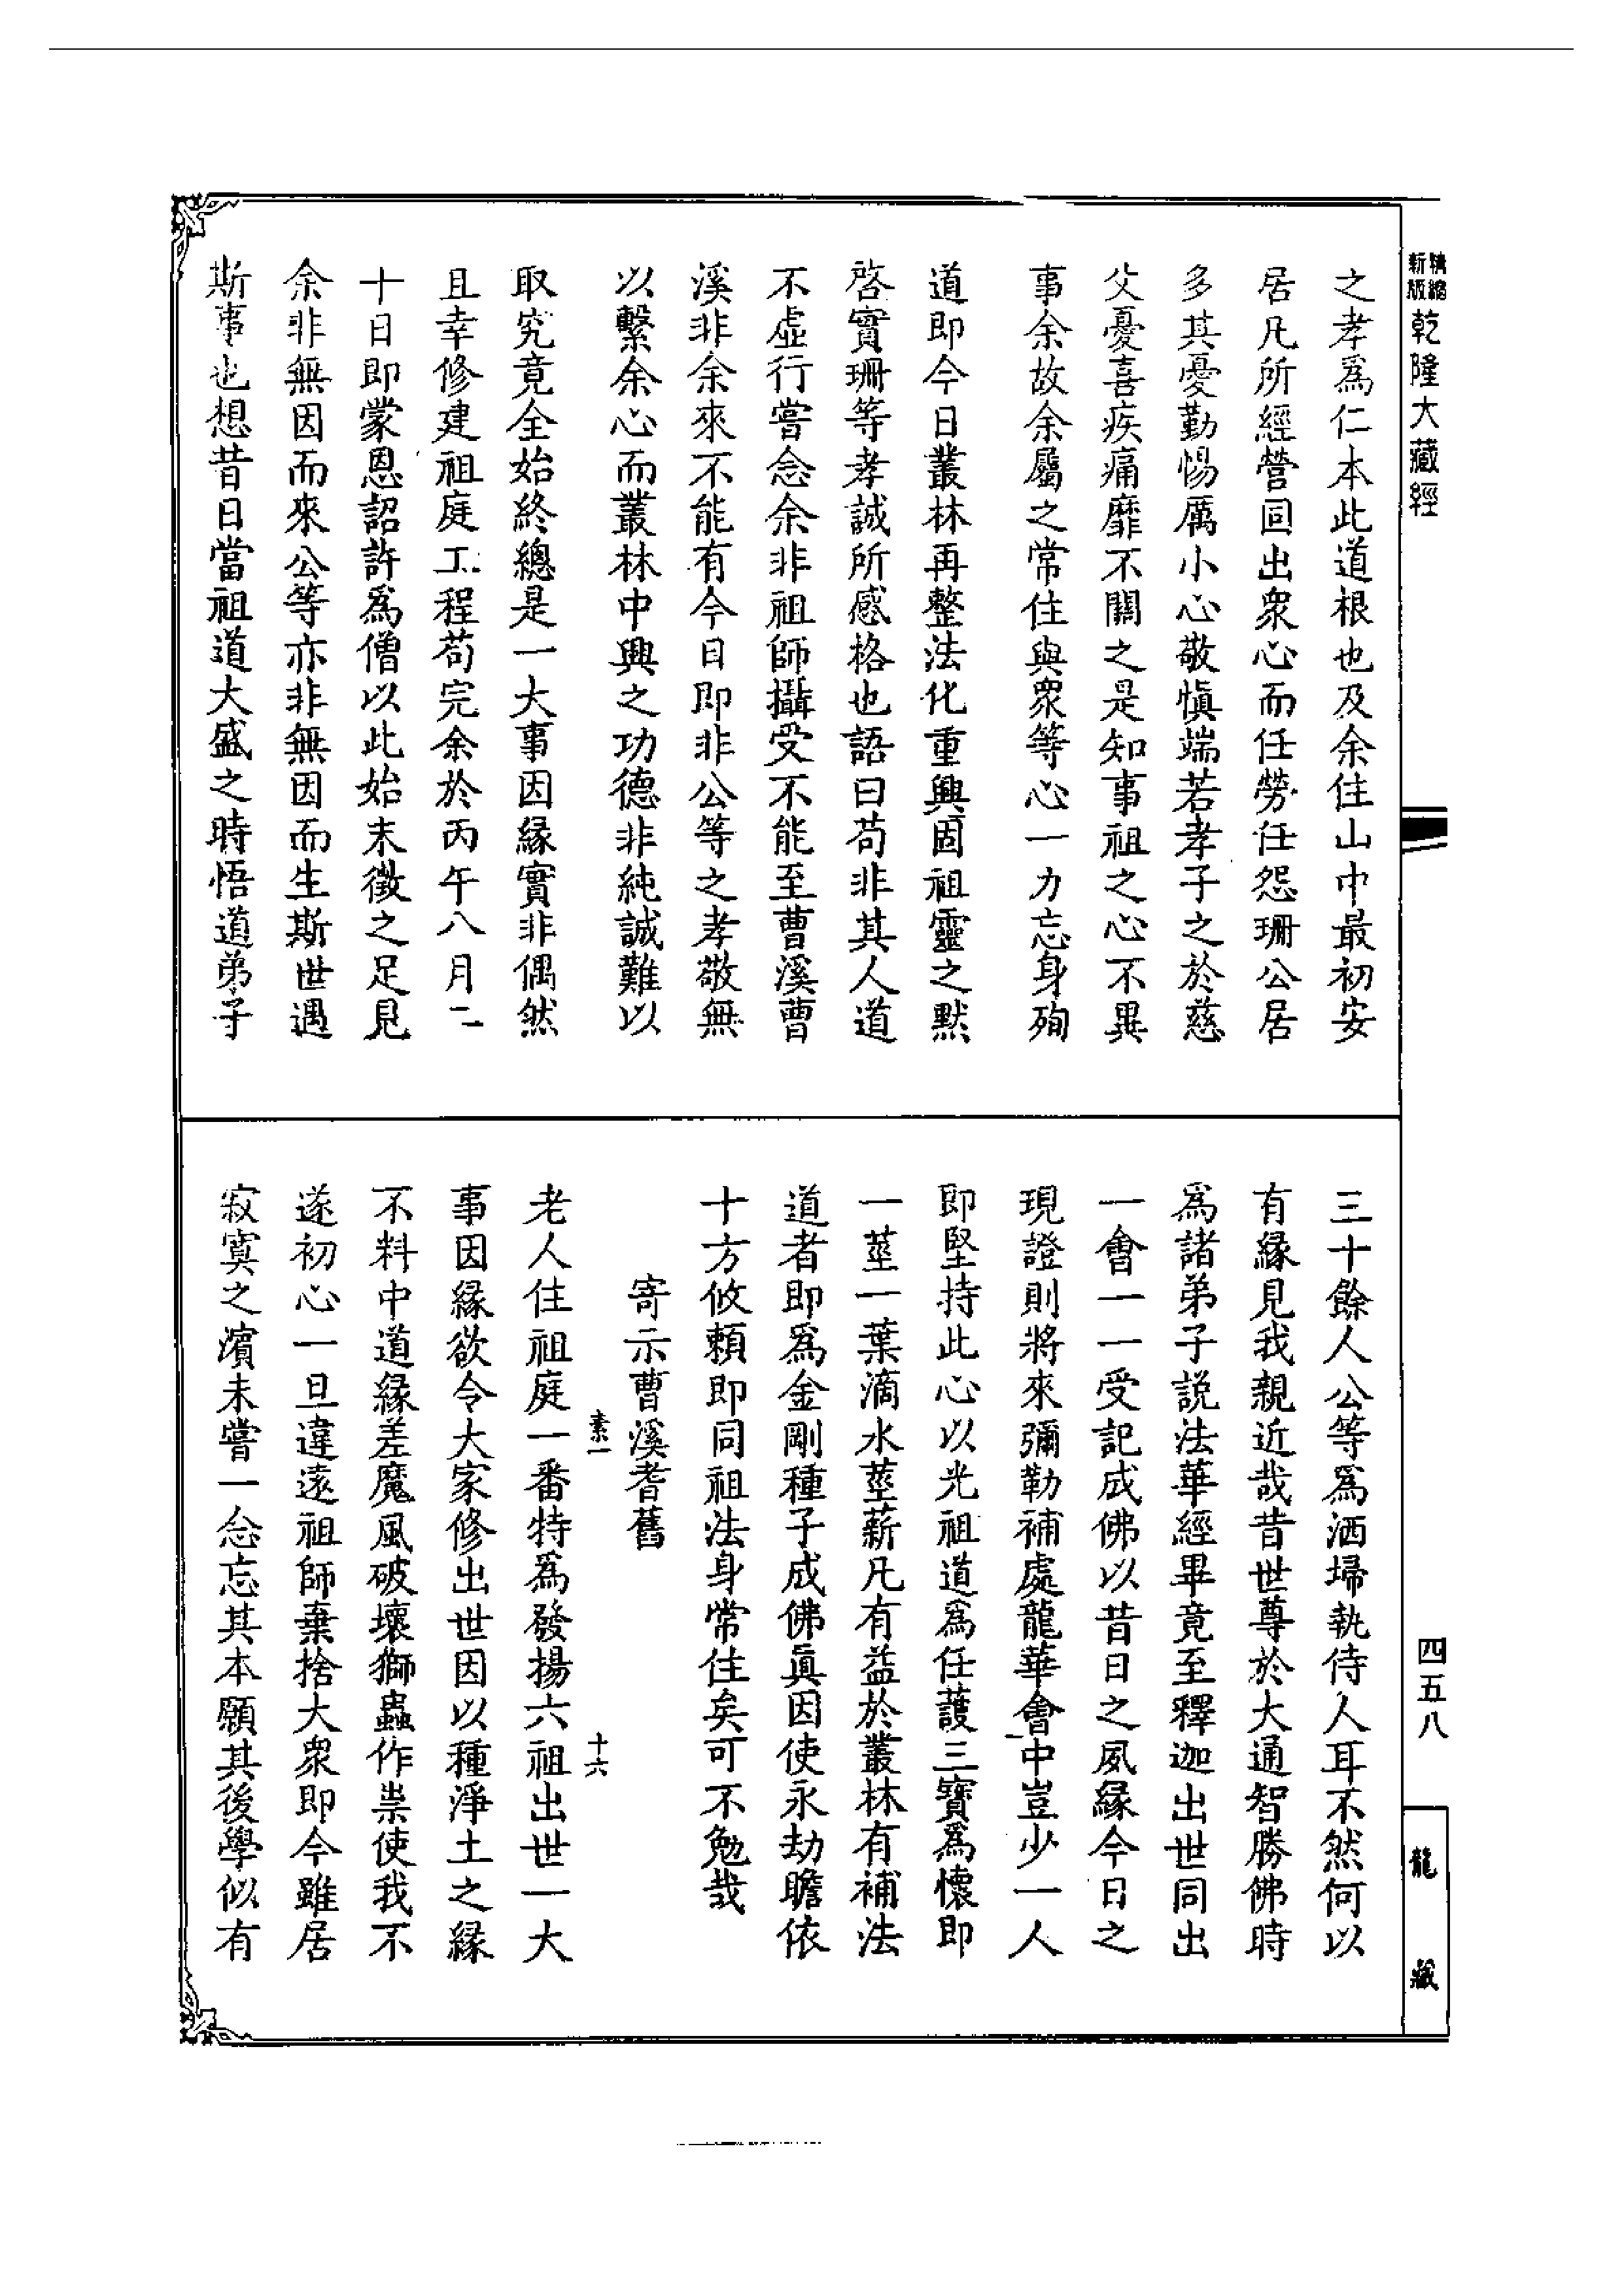 精縮新版乾隆大藏經
之孝爲仁本此道根也及余住山中最初安
居凡所經營回出衆心而任勞任怨珊公居
多其憂勤惕厲小心敬愼端若孝子之於慈
父憂喜疾痛靡不關之是知事祖之心不異
事余故余屬之常住與衆等心一力忘身殉
道即今日叢林再整法化重興固祖靈之默
啓實珊等孝誠所感格也語曰苟非其人道
不虛行嘗念余非祖師攝受不能至曹溪曹
溪非余來不能有今日即非公等之孝敬無
以繫余心而叢林中興之功德非純誠難以
取究竟全始終總是一大事因緣實非偶然
且幸修建祖庭工程苟完余於丙午八月二
十日即蒙恩詔許爲僧以此始末徵之足見
余非無因而來公等亦非無因而生斯世遇
斯事也想昔日當祖道大盛之時悟道弟子
三十餘人公等爲洒埽執侍人耳不然何以
有緣見我親近哉昔世尊於大通智勝佛時
爲諸弟子説法華經畢竟至釋迦出世同出
一會一一受記成佛以昔日之夙緣今日之
現證則將來彌勒補處龍華會中豈少一人
即堅持此心以光祖道爲任護三寶爲懷即
一莖一葉滴水莖薪凡有益於叢林有補法
道者即爲金剛種子成佛眞因使永劫瞻依
十方攸賴即同祖法身常住矣可不勉哉
寄示曹溪耆舊
素一 十六
老人住祖庭一番特爲發揚六祖出世一大
事因緣欲令大家修出世因以種淨土之緣
不料中道緣差魔風破壞獅蟲作祟使我不
遂初心一旦違遠祖師棄捨大衆即今雖居
寂寞之濱未嘗一念忘其本願其後學似有
四五八
龍藏